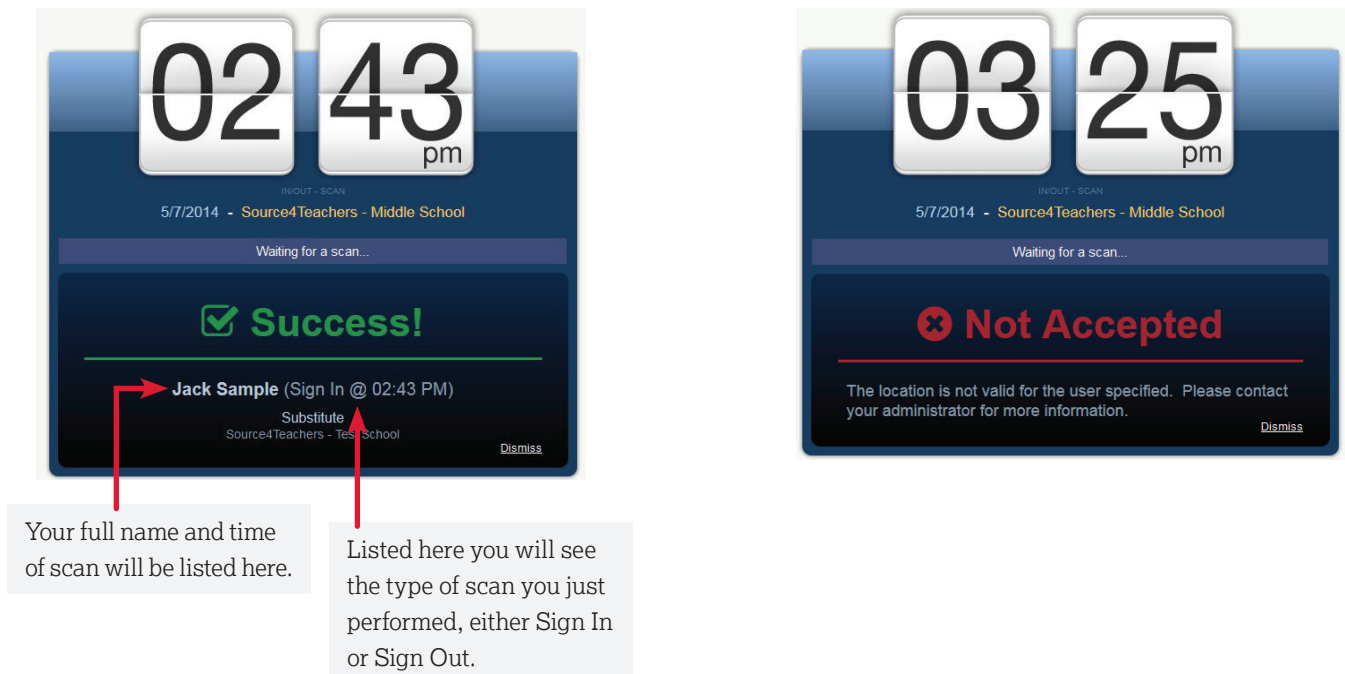 02 43
pm
IN/OUT - SCAN
5/7/2014 - Source4Teachers - Middle School
Waiting for a scan...
Success!
Jack Sample (Sign In @ 02:43 PM)
Substitute
Source4Teachers - Test School
Dismiss
Your full name and time
of scan will be listed here.
Listed here you will see
the type of scan you just
performed, either Sign In
or Sign Out.
03 25
pm
IN/OUT - SCAN
5/7/2014 - Source4Teachers - Middle School
Waiting for a scan...
Not Accepted
The location is not valid for the user specified. Please contact
your administrator for more information.
Dismiss